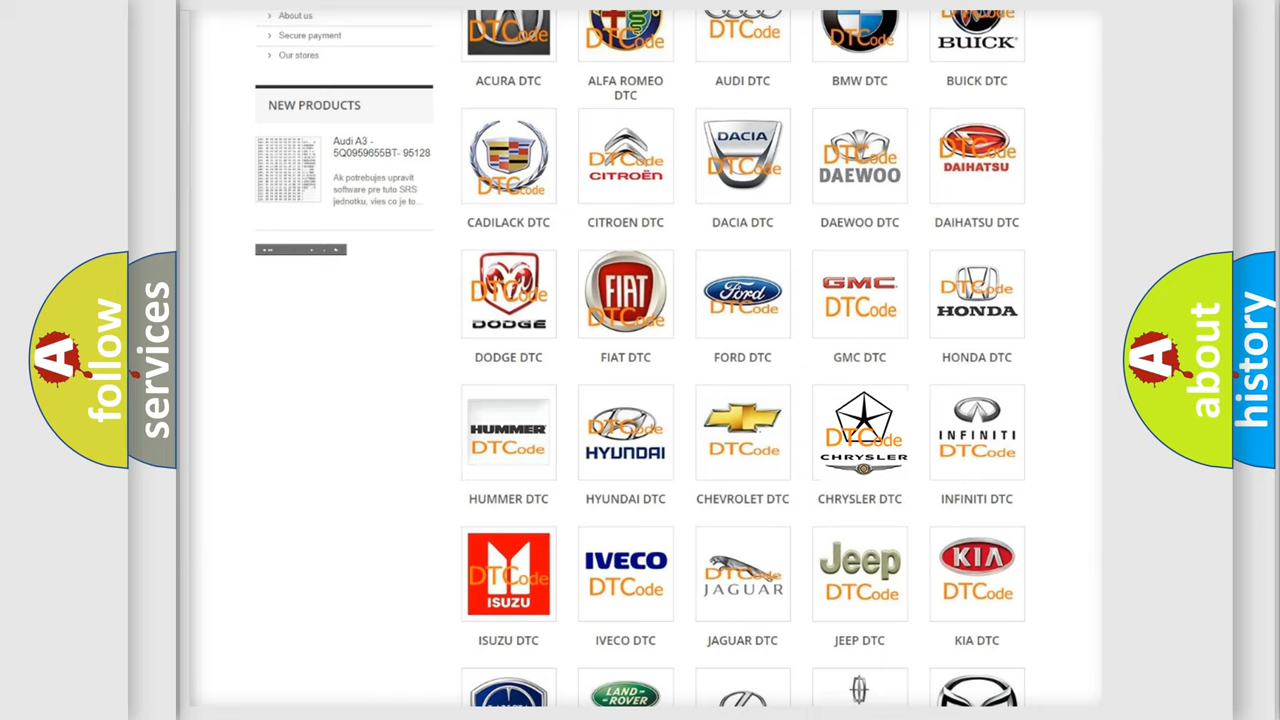 About us
Secure payment
Our stores
NEW PRODUCTS
Audi A3 -
5Q0959655BT- 95128
Ak potrebujes upravit
software pre tuto SRS
jednotku, vies co je to...
DTCode
DTCode
DTCode
DTCode
BUICK
ACURA DTC
ALFA ROMEO
DTC
AUDI DTC
BMW DTC
BUICK DTC
DTCode
DTCode
CITROËN
DACIA
DTCode
DTCode
DAEWOO
DTCode
DAIHATSU
CADILACK DTC
CITROEN DTC
DACIA DTC
DAEWOO DTC
DAIHATSU DTC
DTCode
DODGE
FIAT
DTCode
Ford
DTCode
GMC
DTCode
DTCode
HONDA
DODGE DTC
FIAT DTC
FORD DTC
GMC DTC
HONDA DTC
HUMMER
DTCode
DTCode
HYUNDAI
DTCode
DTCode
CHRYSLER
INFINITI
DTCode
HUMMER DTC
HYUNDAI DTC
CHEVROLET DTC
CHRYSLER DTC
INFINITI DTC
DTCode
ISUZU
IVECO
DTCode
DTCode
JAGUAR
Jeep
DTCode
KIA
DTCode
ISUZU DTC
IVECO DTC
JAGUAR DTC
JEEP DTC
KIA DTC
LAND-
ROVER
A follow
services
A about
history